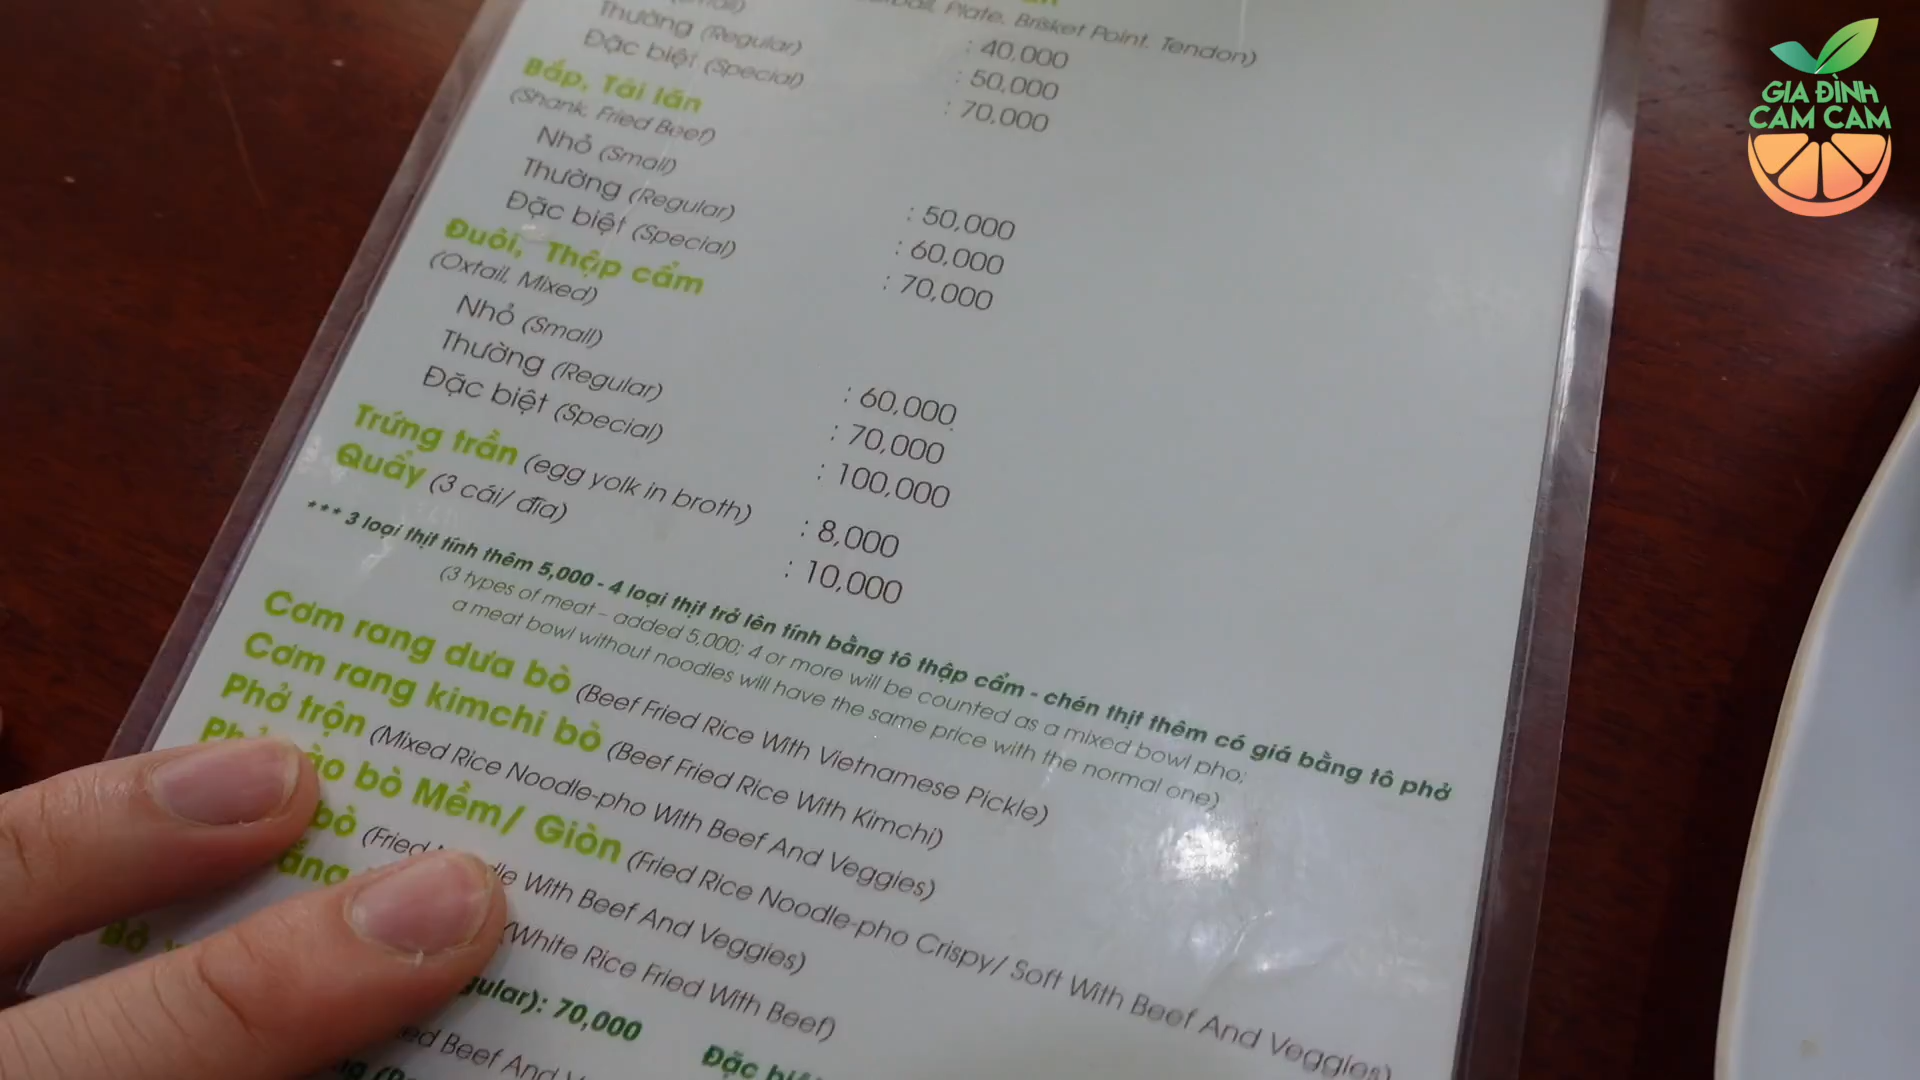 Plate, Brisket Point, Tendon)
Thường (Regular) : 40,000
Đặc biệt (Special) : 50,000
: 70,000
Bắp, Tái lăn
(Shank, Fried Beef)
Nhỏ (Small) : 50,000
Thường (Regular) : 60,000
Đặc biệt (Special) : 70,000
Đuôi, Thập cẩm
(Oxtail, Mixed)
Nhỏ (Small) : 60,000
Thường (Regular) : 70,000
Đặc biệt (Special) : 100,000
Trứng trần (egg yolk in broth) : 8,000
Quẩy (3 cái/ đĩa) : 10,000
*** 3 loại thịt tính thêm 5,000 - 4 loại thịt trở lên tính bằng tô thập cẩm - chén thịt thêm có giá bằng tô phở
(3 types of meat – added 5,000; 4 or more will be counted as a mixed bowl pho;
a meat bowl without noodles will have the same price with the normal one)
Cơm rang dưa bò (Beef Fried Rice With Vietnamese Pickle)
Cơm rang kimchi bò (Beef Fried Rice With Kimchi)
Phở trộn (Mixed Rice Noodle-pho With Beef And Veggies)
bò Mềm/ Giòn (Fried Rice Noodle-pho Crispy/ Soft With Beef And Veggies)
bò (Fried With Beef And Veggies)
(White Rice Fried With Beef)
Bò
70,000
Beef And
GIA ĐÌNH
CAM CAM